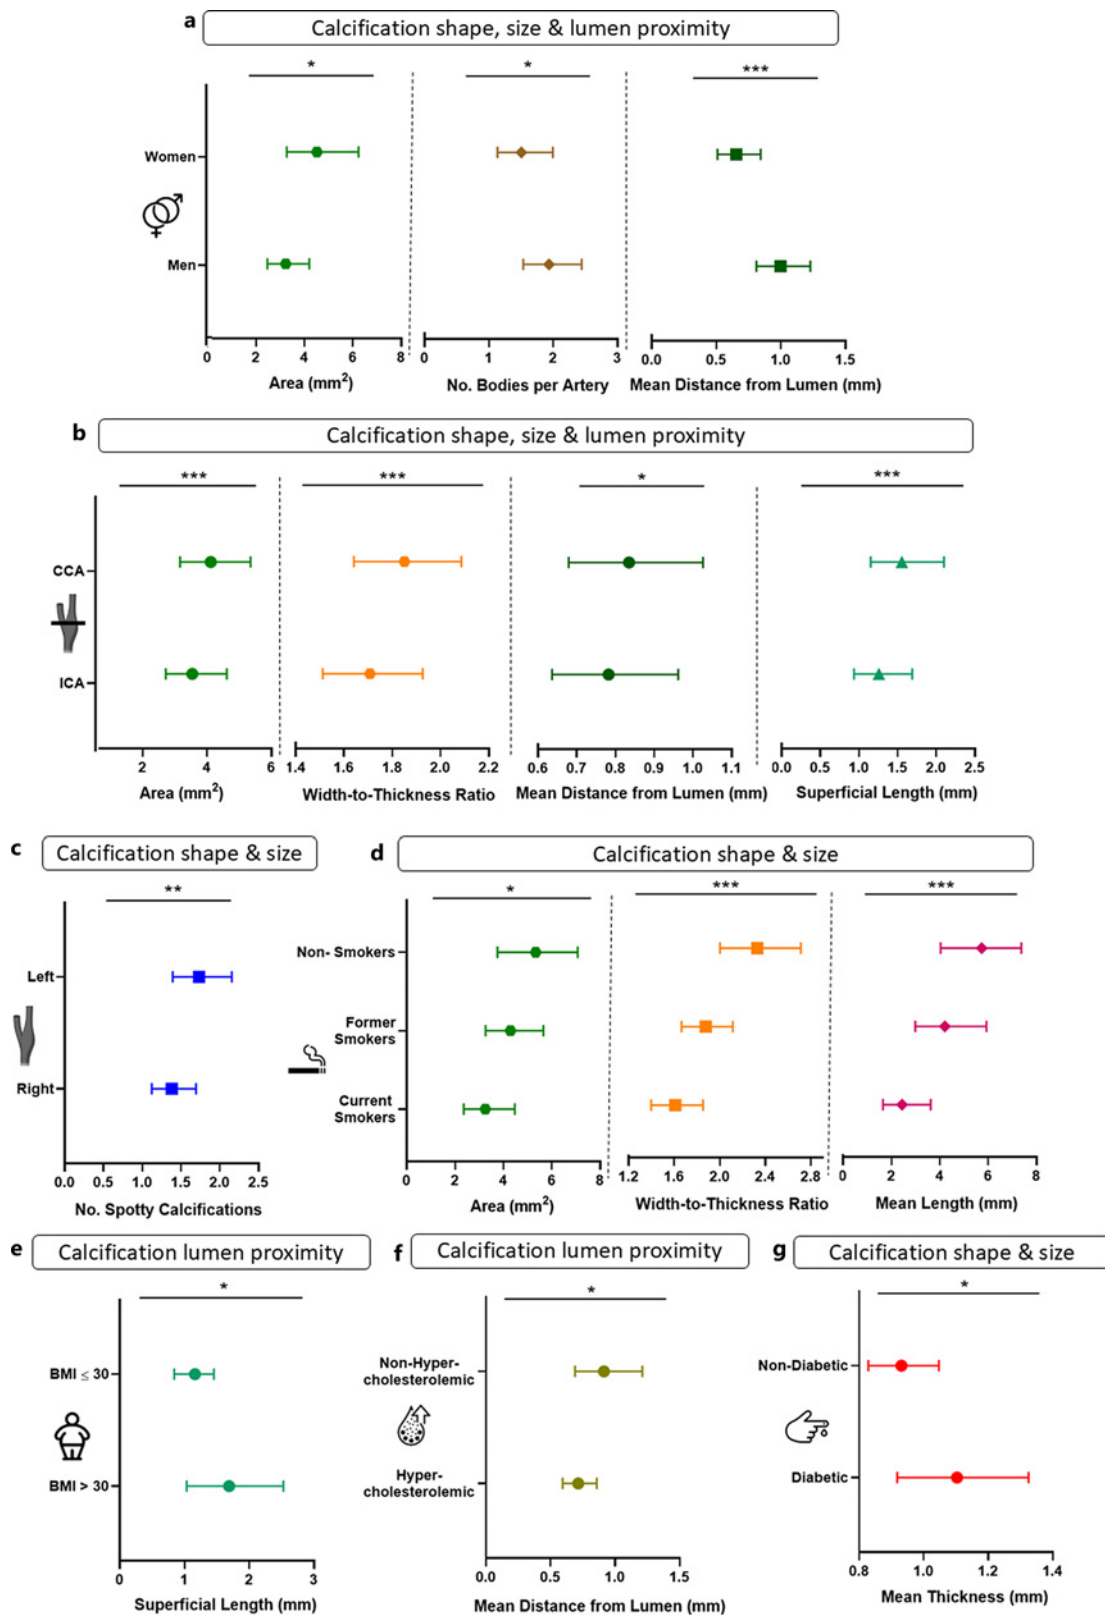 a
Calcification shape, size & lumen proximity
* * ***
Women
Men
0 2 4 6 8 0 1 2 3 0.0 0.5 1.0 1.5
Area (mm²) No. Bodies per Artery Mean Distance from Lumen (mm)
b
Calcification shape, size & lumen proximity
*** *** * ***
CCA
ICA
2 4 6 1.4 1.6 1.8 2.0 2.2 0.6 0.7 0.8 0.9 1.0 1.1 0.0 0.5 1.0 1.5 2.0 2.5
Area (mm²) Width-to-Thickness Ratio Mean Distance from Lumen (mm) Superficial Length (mm)
c
Calcification shape & size
**
Left
Right
0.0 0.5 1.0 1.5 2.0 2.5
No. Spotty Calcifications
d
Calcification shape & size
* *** ***
Non- Smokers
Former
Smokers
Current
Smokers
0 2 4 6 8 1.2 1.6 2.0 2.4 2.8 0 2 4 6 8
Area (mm²) Width-to-Thickness Ratio Mean Length (mm)
e
Calcification lumen proximity
*
BMI ≤ 30
BMI > 30
0 1 2 3
Superficial Length (mm)
f
Calcification lumen proximity
*
Non-Hyper-
cholesterolemic
Hyper-
cholesterolemic
0.0 0.5 1.0 1.5
Mean Distance from Lumen (mm)
g
Calcification shape & size
*
Non-Diabetic
Diabetic
0.8 1.0 1.2 1.4
Mean Thickness (mm)